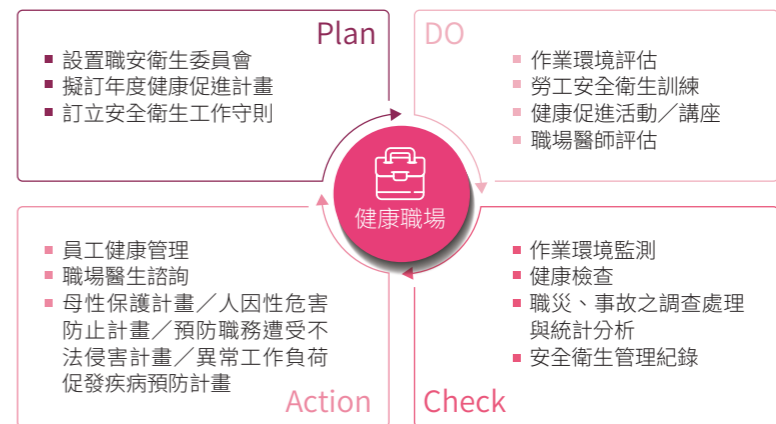 Plan
■ 設置職安衛生委員會
■ 擬訂年度健康促進計畫
■ 訂立安全衛生工作守則
DO
■ 作業環境評估
■ 勞工安全衛生訓練
■ 健康促進活動／講座
■ 職場醫師評估
健康職場
■ 員工健康管理
■ 職場醫生諮詢
■ 母性保護計畫／人因性危害
防止計畫／預防職務遭受不
法侵害計畫／異常工作負荷
促發疾病預防計畫
Action
■ 作業環境監測
■ 健康檢查
■ 職災、事故之調查處理
與統計分析
■ 安全衛生管理紀錄
Check